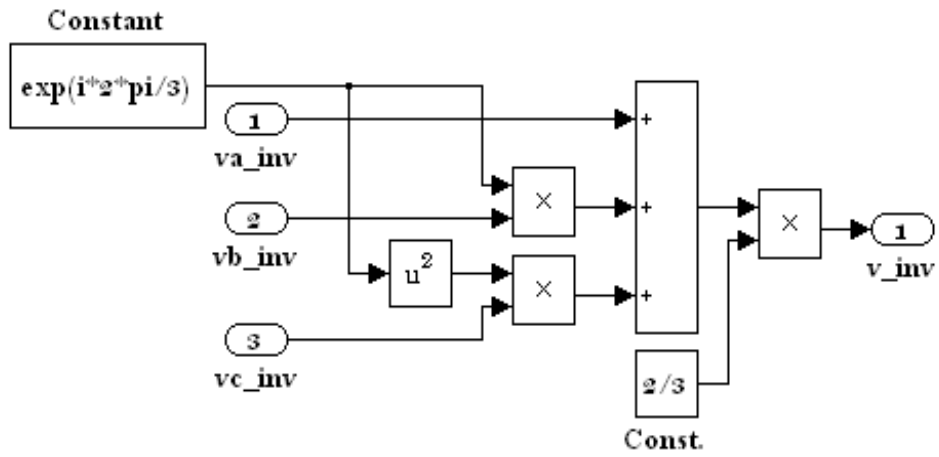 Constant
exp(i*2*pi/3)
1
va_inv
+
×
+
2
vb_inv
u²
×
+
3
vc_inv
×
1
v_inv
2/3
Const.